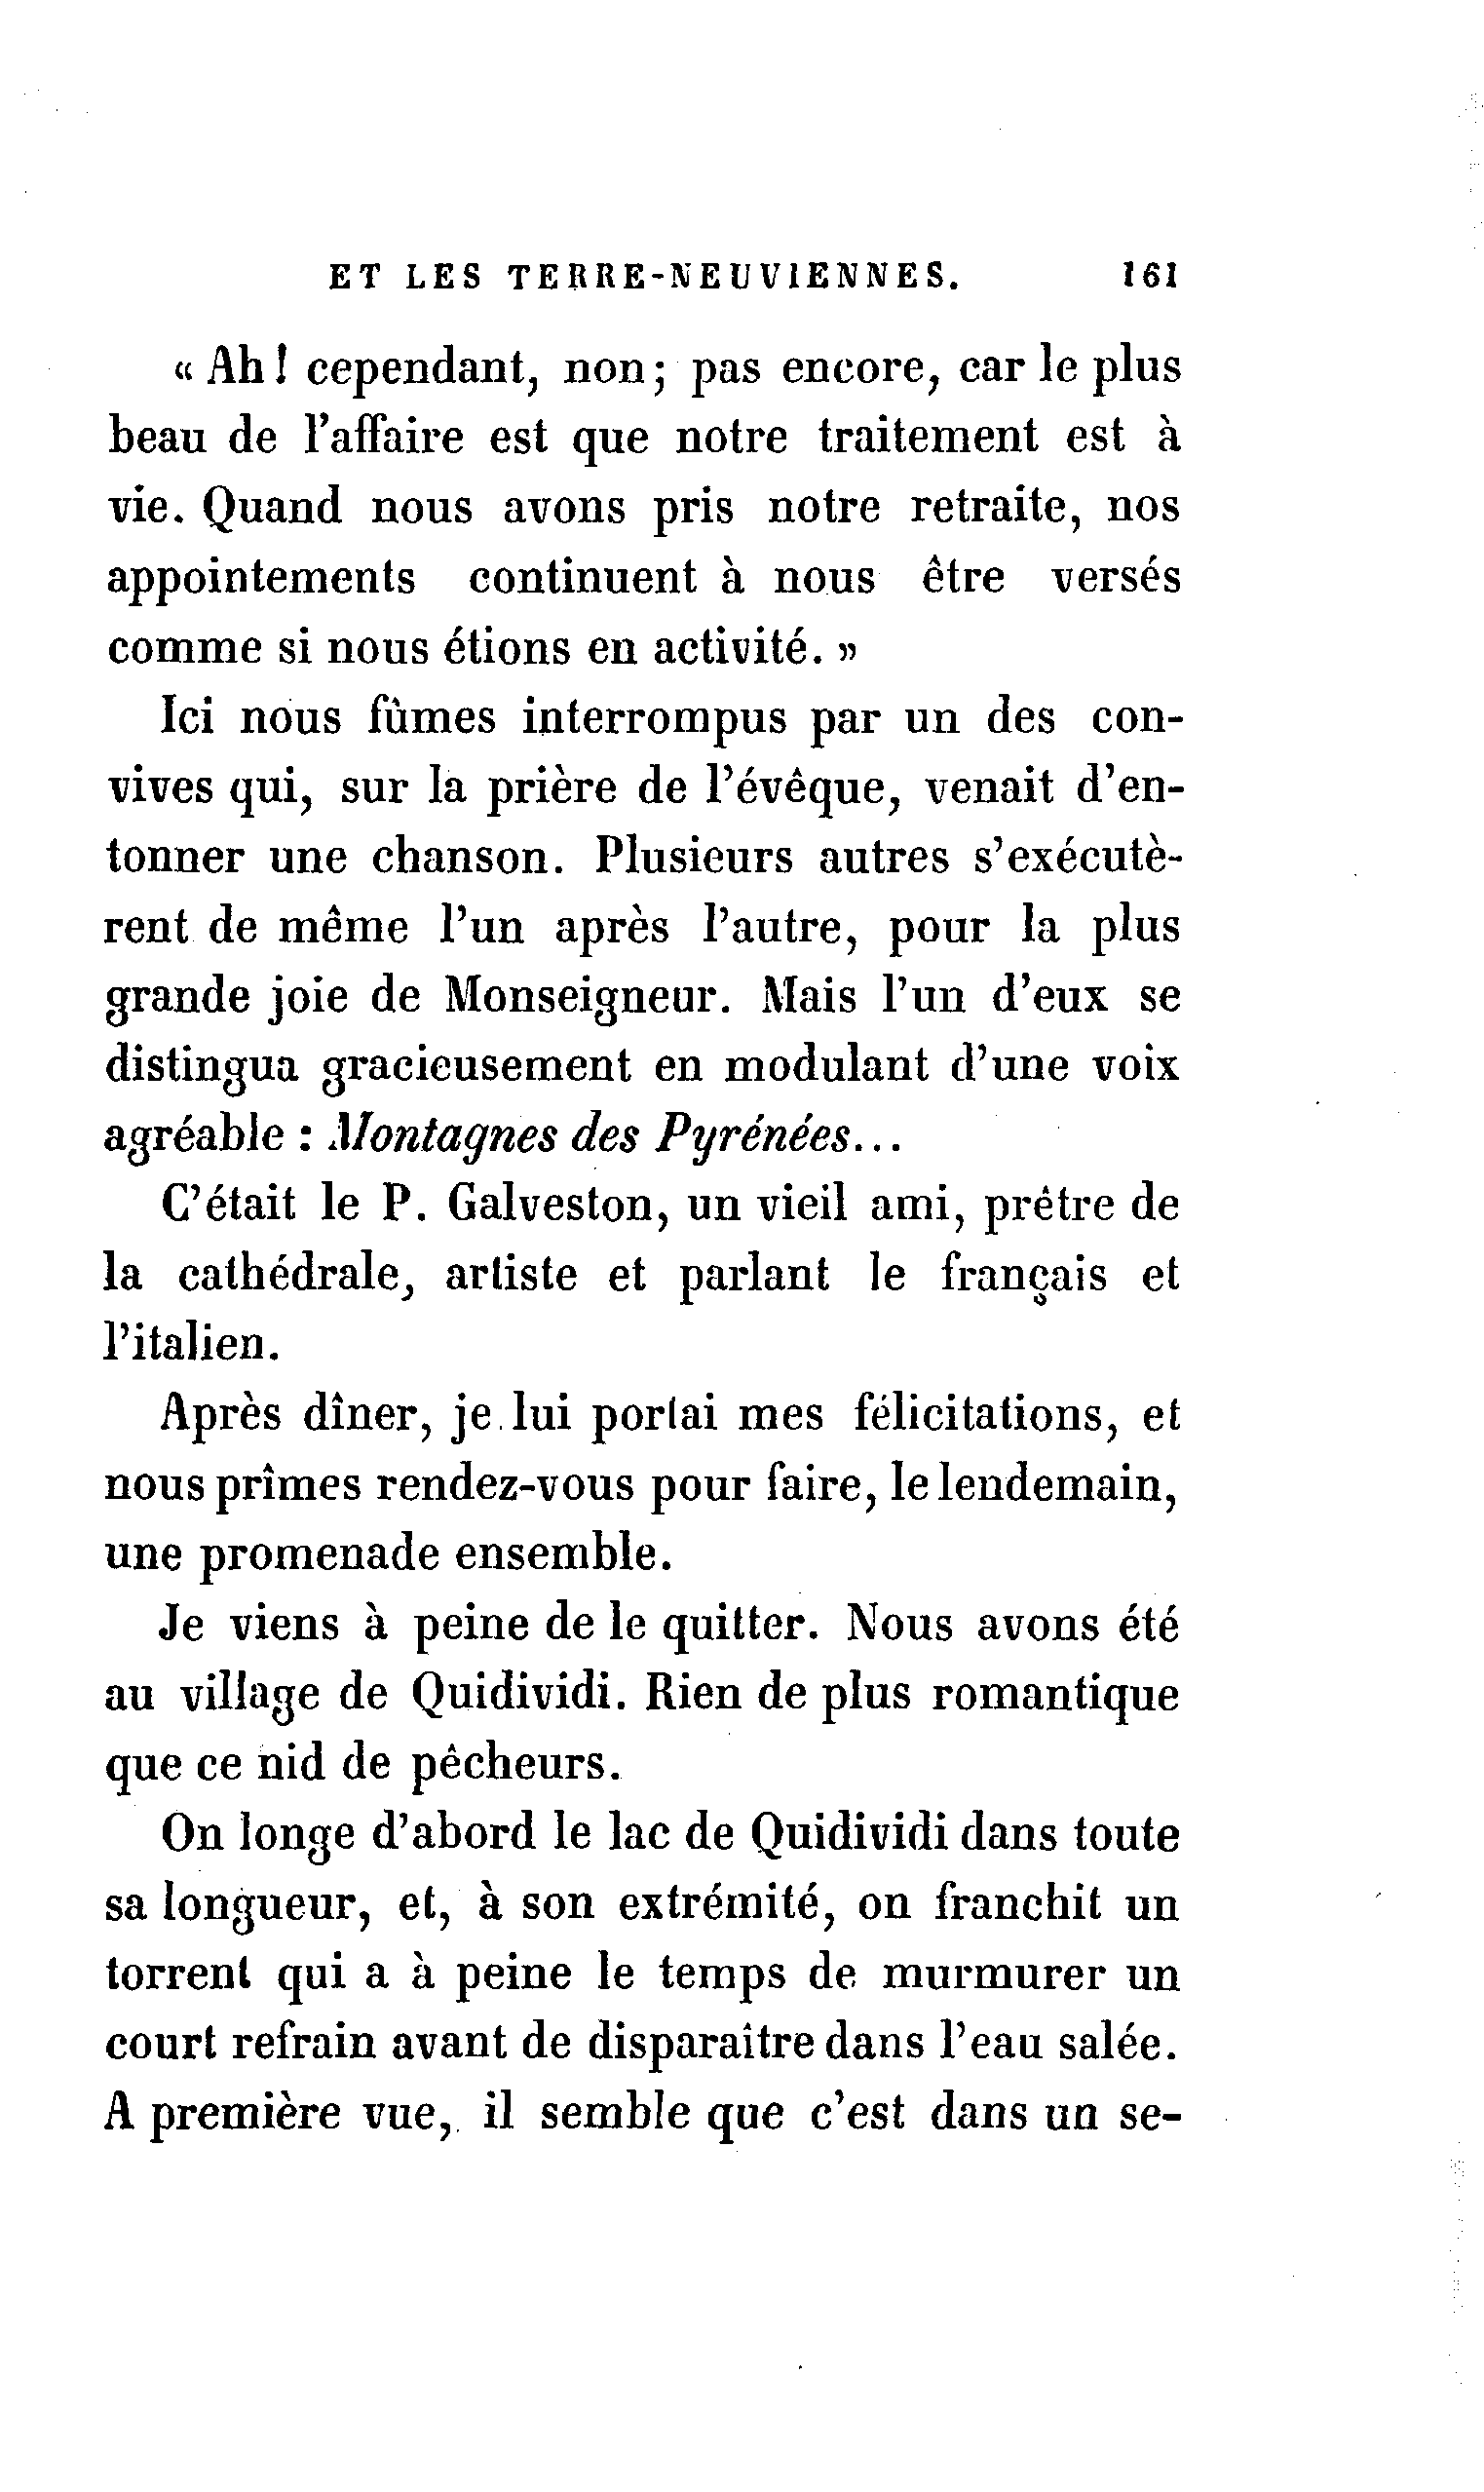 ET LES TERRE-NEUVIENNES. 161
« Ah ! cependant, non ; pas encore, car le plus
beau de l'affaire est que notre traitement est à
vie. Quand nous avons pris notre retraite, nos
appointements continuent à nous être versés
comme si nous étions en activité. »
Ici nous fûmes interrompus par un des con-
vives qui, sur la prière de l'évêque, venait d'en-
tonner une chanson. Plusieurs autres s'exécutè-
rent de même l'un après l'autre, pour la plus
grande joie de Monseigneur. Mais l'un d'eux se
distingua gracieusement en modulant d'une voix
agréable : Montagnes des Pyrénées...
C'était le P. Galveston, un vieil ami, prêtre de
la cathédrale, artiste et parlant le français et
l'italien.
Après dîner, je lui portai mes félicitations, et
nous prîmes rendez-vous pour faire, le lendemain,
une promenade ensemble.
Je viens à peine de le quitter. Nous avons été
au village de Quidividi. Rien de plus romantique
que ce nid de pêcheurs.
On longe d'abord le lac de Quidividi dans toute
sa longueur, et, à son extrémité, on franchit un
torrent qui a à peine le temps de murmurer un
court refrain avant de disparaître dans l'eau salée.
A première vue, il semble que c'est dans un se-